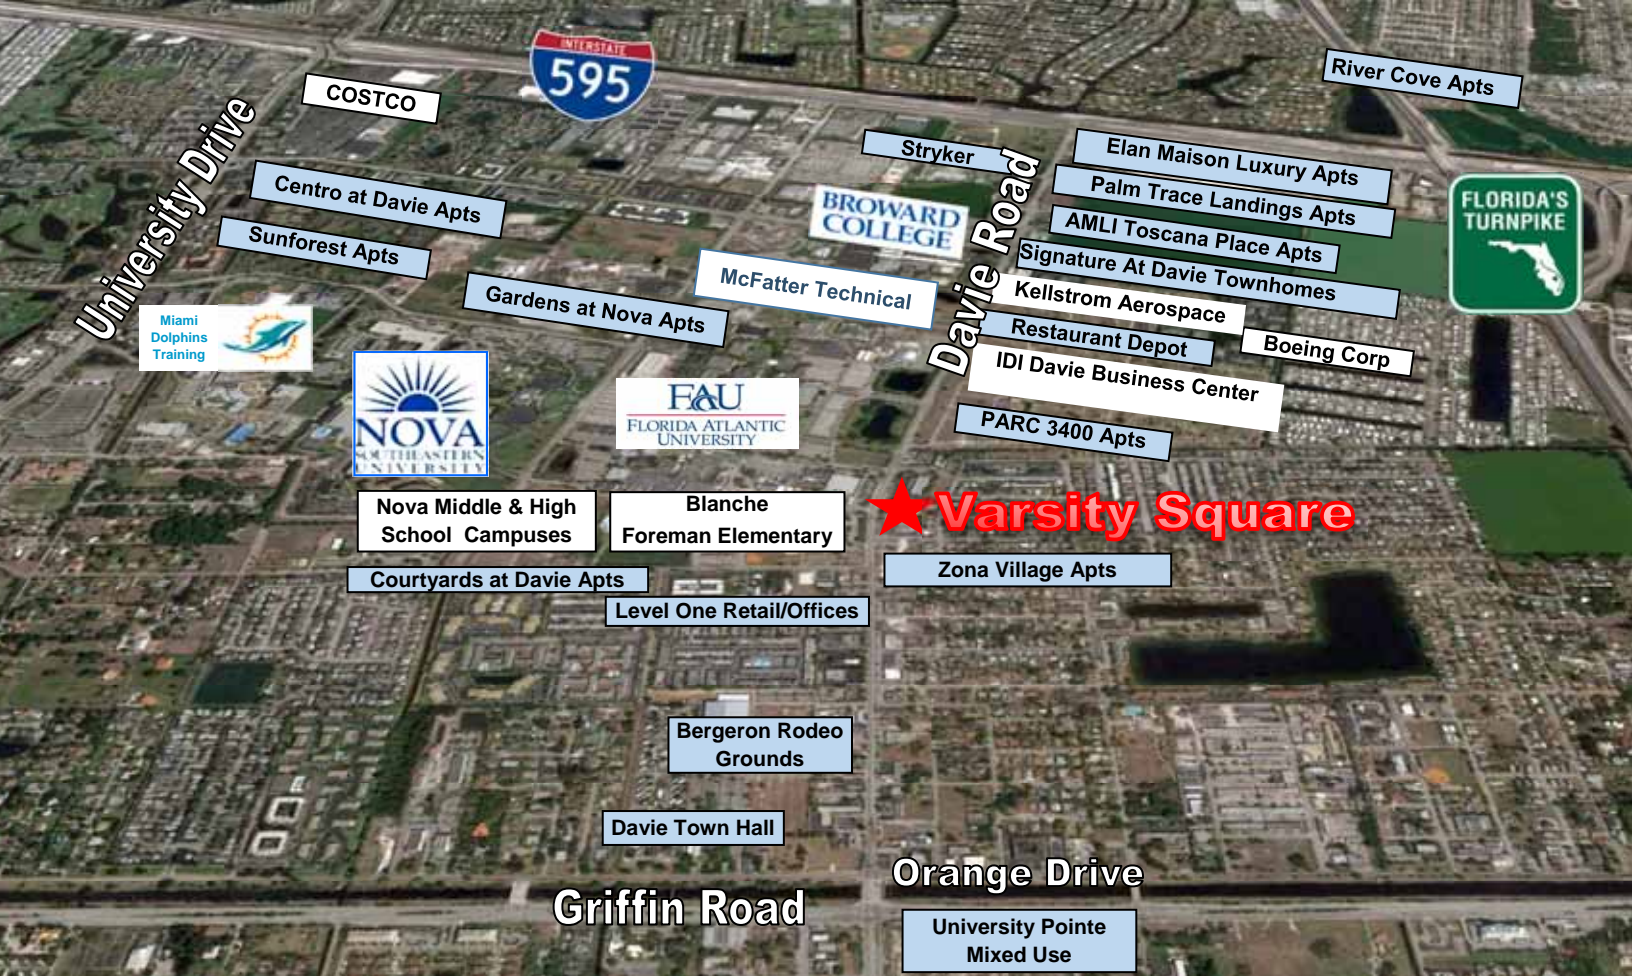 INTERSTATE
595
River Cove Apts
COSTCO
University Drive
Stryker
Davie Road
Elan Maison Luxury Apts
Centro at Davie Apts
Palm Trace Landings Apts
FLORIDA'S
TURNPIKE
BROWARD
COLLEGE
Sunforest Apts
AMLI Toscana Place Apts
Signature At Davie Townhomes
McFatter Technical
Gardens at Nova Apts
Kellstrom Aerospace
Restaurant Depot
Boeing Corp
Miami
Dolphins
Training
IDI Davie Business Center
NOVA
SOUTHEASTERN
UNIVERSITY
FAU
FLORIDA ATLANTIC
UNIVERSITY
PARC 3400 Apts
Nova Middle & High
School Campuses
Blanche
Foreman Elementary
Varsity Square
Zona Village Apts
Courtyards at Davie Apts
Level One Retail/Offices
Bergeron Rodeo
Grounds
Davie Town Hall
Orange Drive
Griffin Road
University Pointe
Mixed Use